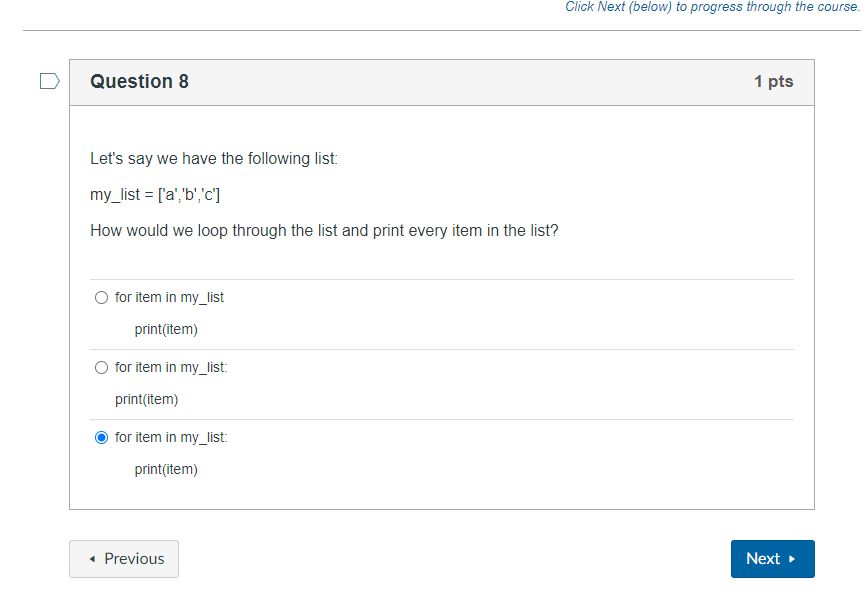 Click Next (below) to progress through the course.
Question 8
1 pts
Let's say we have the following list:
my_list = ['a','b','c']
How would we loop through the list and print every item in the list?
for item in my_list
print(item)
for item in my_list:
print(item)
for item in my_list:
print(item)
◂ Previous
Next ▸